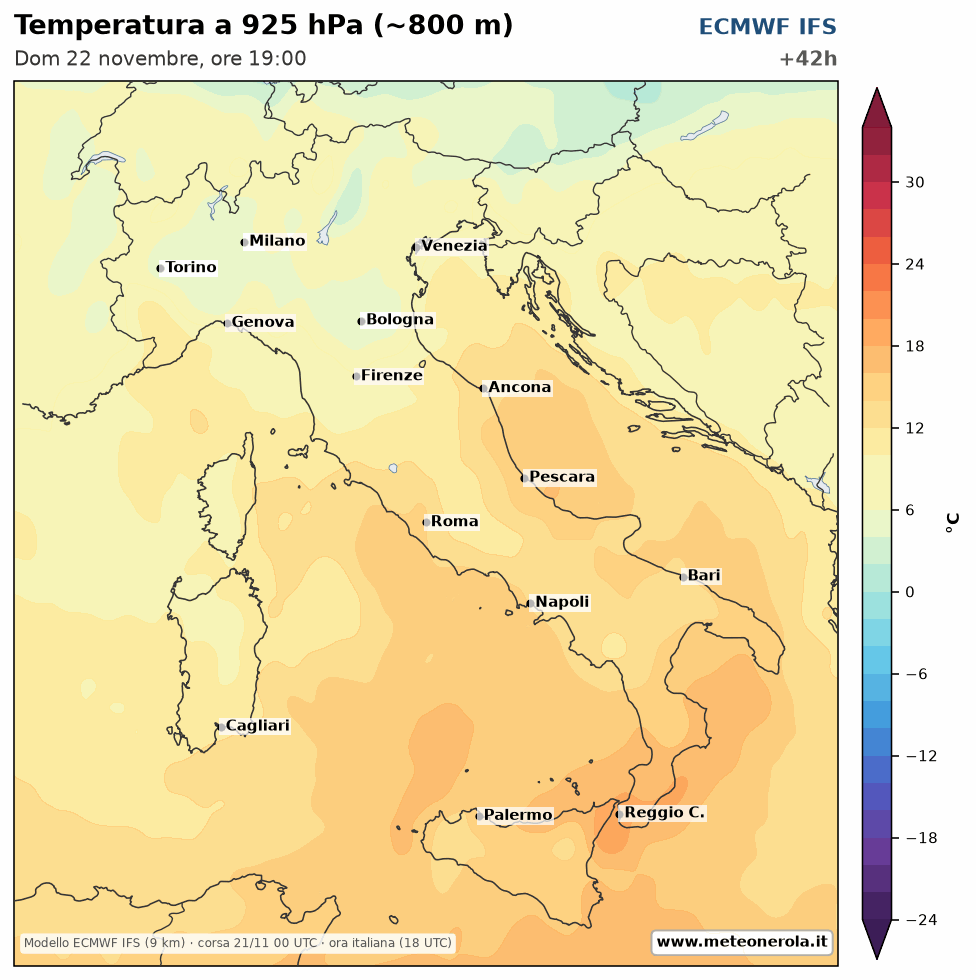 Temperatura a 925 hPa (~800 m)
ECMWF IFS
Dom 22 novembre, ore 19:00
+42h
Milano
Venezia
Torino
Genova
Bologna
Firenze
Ancona
Pescara
Roma
Bari
Napoli
Cagliari
Palermo
Reggio C.
30
24
18
12
6
0
−6
−12
−18
−24
°C
Modello ECMWF IFS (9 km) · corsa 21/11 00 UTC · ora italiana (18 UTC)
www.meteonerola.it